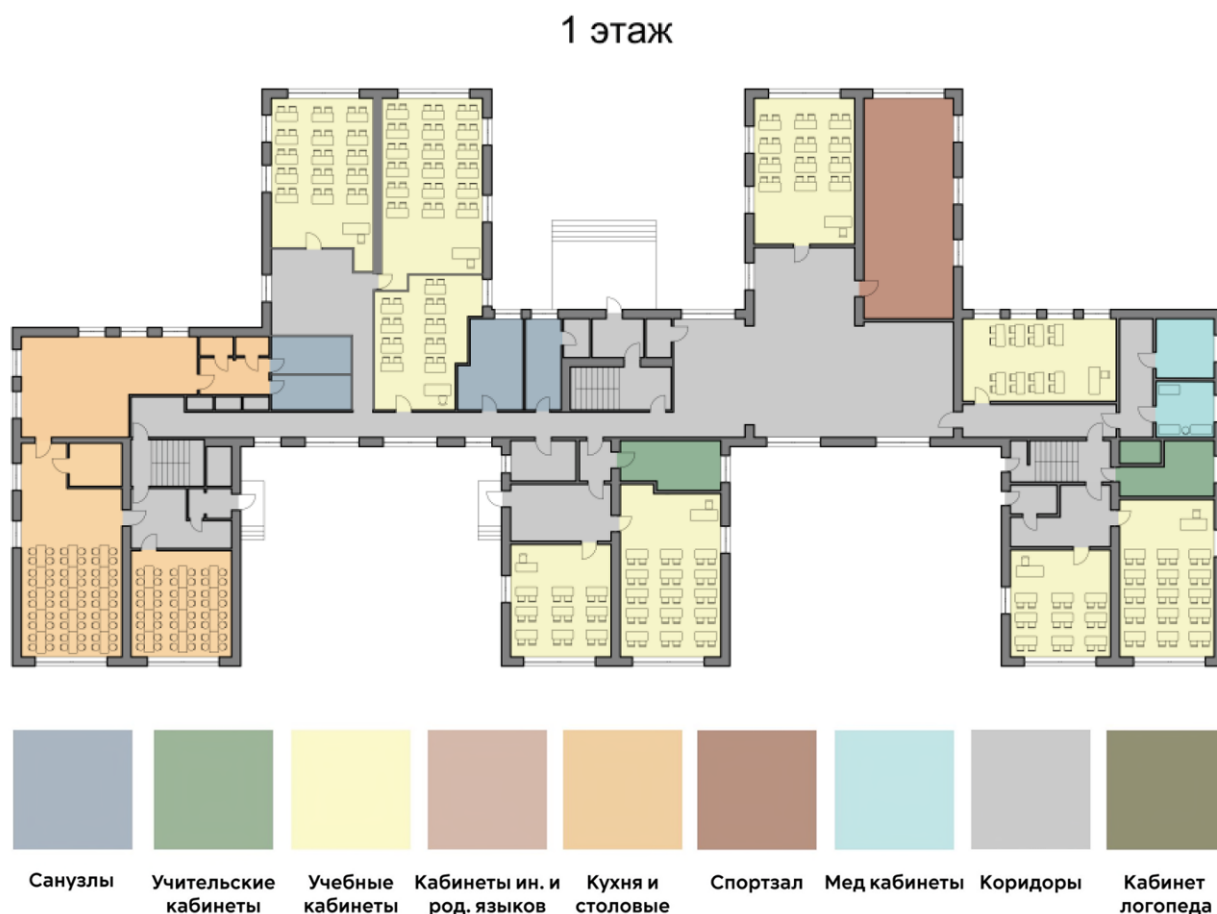 1 этаж
Санузлы
Учительские
кабинеты
Учебные
кабинеты
Кабинеты ин. и
род. языков
Кухня и
столовые
Спортзал
Мед кабинеты
Коридоры
Кабинет
логопеда